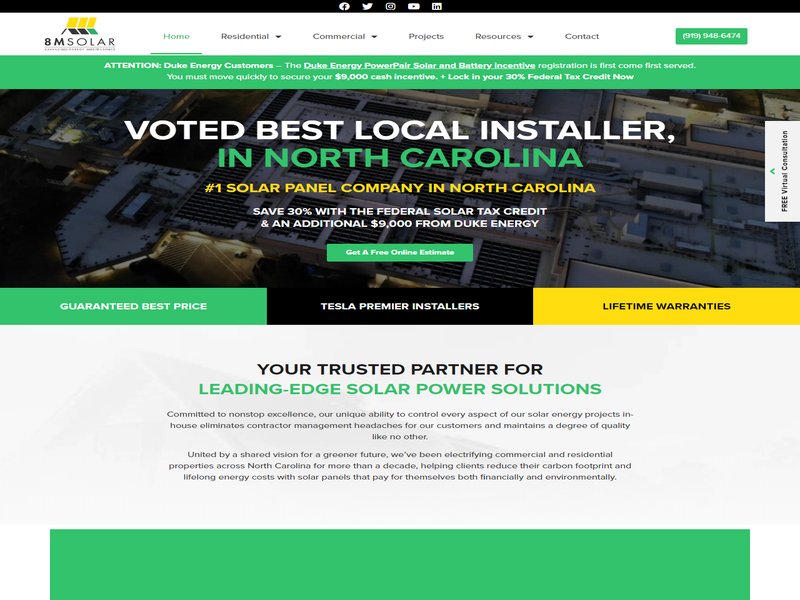 8MSOLAR
Home
Residential
Commercial
Projects
Resources
Contact
(919) 948-6474
ATTENTION: Duke Energy Customers – The Duke Energy PowerPair Solar and Battery incentive registration is first come first served.
You must move quickly to secure your $9,000 cash incentive. + Lock in your 30% Federal Tax Credit Now
VOTED BEST LOCAL INSTALLER,
IN NORTH CAROLINA
#1 SOLAR PANEL COMPANY IN NORTH CAROLINA
SAVE 30% WITH THE FEDERAL SOLAR TAX CREDIT
& AN ADDITIONAL $9,000 FROM DUKE ENERGY
Get A Free Online Estimate
FREE Virtual Consultation
GUARANTEED BEST PRICE
TESLA PREMIER INSTALLERS
LIFETIME WARRANTIES
YOUR TRUSTED PARTNER FOR
LEADING-EDGE SOLAR POWER SOLUTIONS
Committed to nonstop excellence, our unique ability to control every aspect of our solar energy projects in-
house eliminates contractor management headaches for our customers and maintains a degree of quality
like no other.
United by a shared vision for a greener future, we've been electrifying commercial and residential
properties across North Carolina for more than a decade, helping clients reduce their carbon footprint and
lifelong energy costs with solar panels that pay for themselves both financially and environmentally.